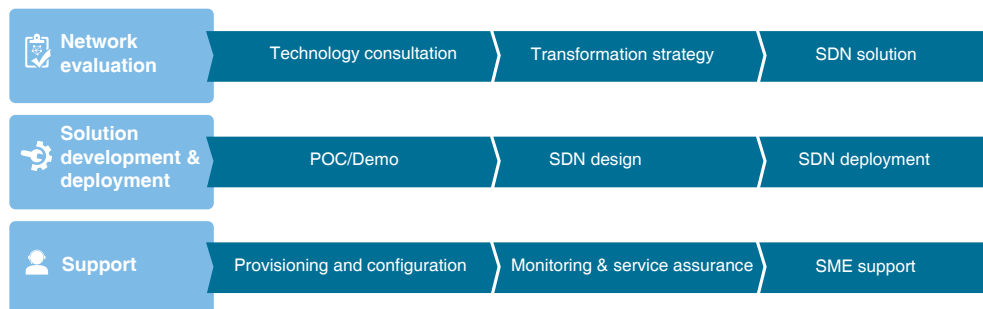 Network
evaluation
Technology consultation
Transformation strategy
SDN solution
Solution
development &
deployment
POC/Demo
SDN design
SDN deployment
Support
Provisioning and configuration
Monitoring & service assurance
SME support